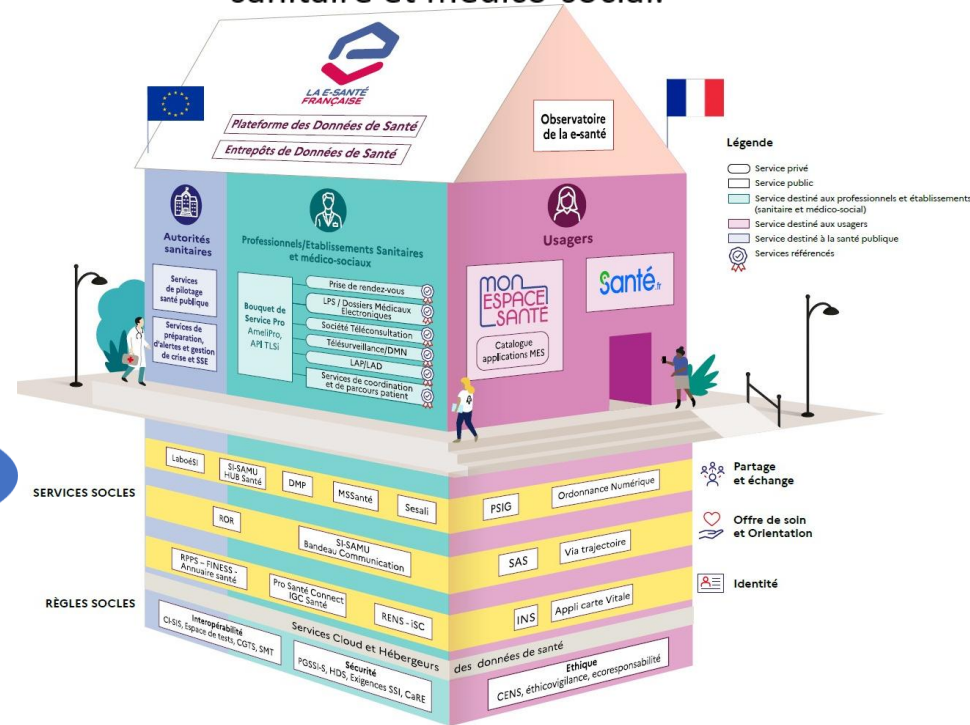 sanitaire et médico-social.
LA E-SANTÉ
FRANÇAISE
Plateforme des Données de Santé
Entrepôts de Données de Santé
Observatoire
de la e-santé
Légende
Service privé
Service public
Service destiné aux professionnels et établissements
(sanitaire et médico-social)
Service destiné aux usagers
Service destiné à la santé publique
Services référencés
Autorités
sanitaires
Services
de pilotage
santé publique
Services de
préparation,
d'alertes et gestion
de crise et SSE
Professionnels/Etablissements Sanitaires
et médico-sociaux
Bouquet de
Service Pro
AmeliPro,
API TLSi
Prise de rendez-vous
LPS / Dossiers Médicaux
Electroniques
Société Téléconsultation
Télésurveillance/DMN
LAP/LAD
Services de coordination
et de parcours patient
Usagers
MON
ESPACE
SANTÉ
Catalogue
applications MES
Santé.fr
SERVICES SOCLES
LaboéSI
SI-SAMU
HUB Santé
DMP
MSSanté
Sesali
PSIG
Ordonnance Numérique
Partage
et échange
ROR
SI-SAMU
Bandeau Communication
SAS
Via trajectoire
Offre de soin
et Orientation
RPPS – FINESS -
Annuaire santé
Pro Santé Connect
IGC Santé
RENS - iSC
INS
Appli carte Vitale
Identité
RÈGLES SOCLES
Services Cloud et Hébergeurs des données de santé
Interopérabilité
CI-SIS, Espace de tests, CGTS, SMT
Sécurité
PGSSI-S, HDS, Exigences SSI, CaRE
Ethique
CENS, éthicovigilance, ecoresponsabilité